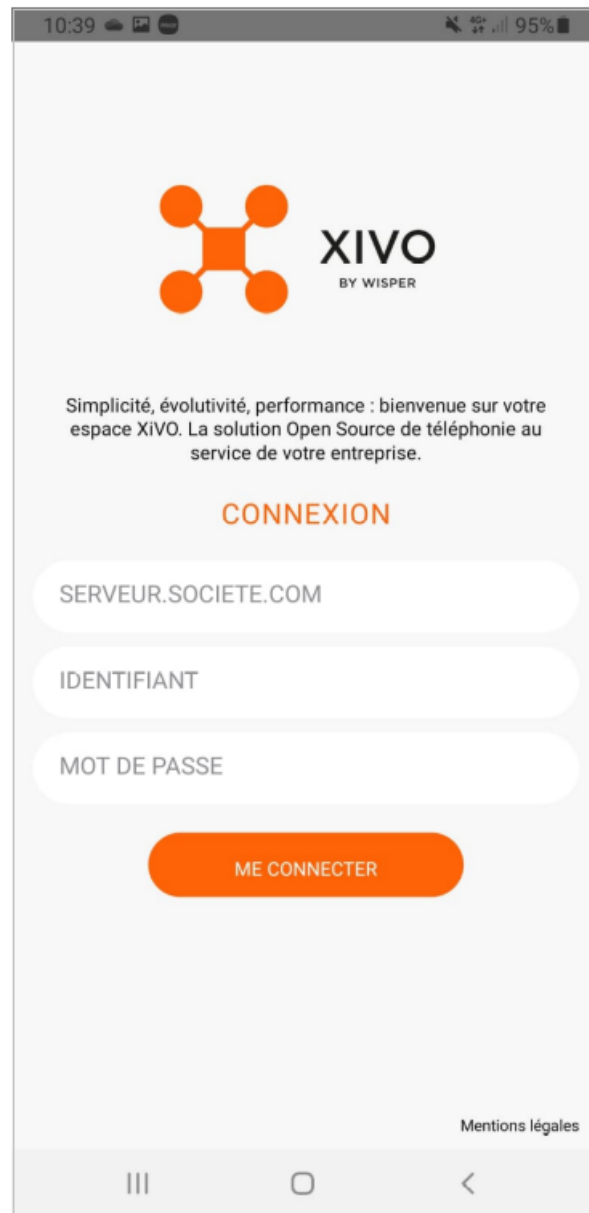 10:39 95%
XIVO
BY WISPER
Simplicité, évolutivité, performance : bienvenue sur votre
espace XiVO. La solution Open Source de téléphonie au
service de votre entreprise.
CONNEXION
SERVEUR.SOCIETE.COM
IDENTIFIANT
MOT DE PASSE
ME CONNECTER
Mentions légales